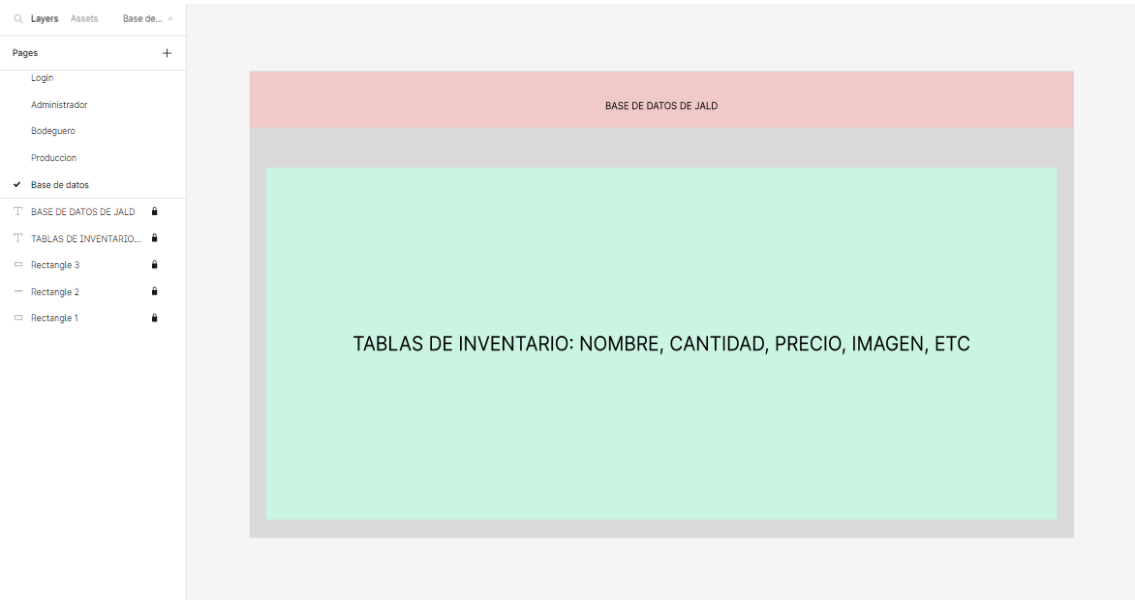 Layers Assets Base de...
Pages
Login
Administrador
Bodeguero
Produccion
Base de datos
BASE DE DATOS DE JALD
TABLAS DE INVENTARIO...
Rectangle 3
Rectangle 2
Rectangle 1
BASE DE DATOS DE JALD
TABLAS DE INVENTARIO: NOMBRE, CANTIDAD, PRECIO, IMAGEN, ETC